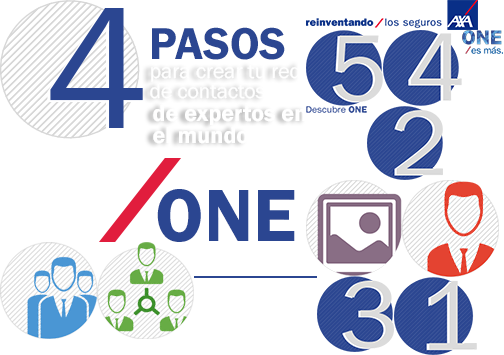 4 PASOS
para crear tu red
de contactos
de expertos en
el mundo
/ONE
reinventando / los seguros
AXA
ONE
/es más.
5
4
Descubre ONE
2
3
1